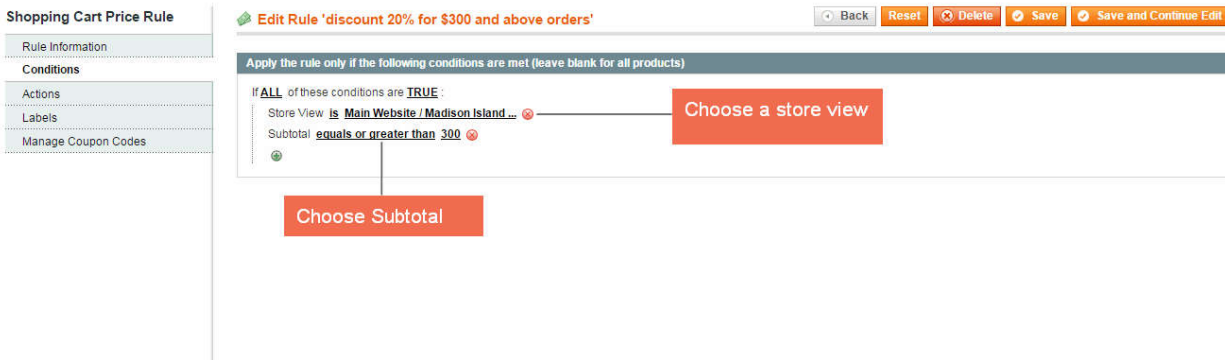 Shopping Cart Price Rule
Rule Information
Conditions
Actions
Labels
Manage Coupon Codes
Edit Rule 'discount 20% for $300 and above orders'
Back Reset Delete Save Save and Continue Edit
Apply the rule only if the following conditions are met (leave blank for all products)
If ALL of these conditions are TRUE :
Store View is Main Website / Madison Island ...
Subtotal equals or greater than 300
Choose a store view
Choose Subtotal